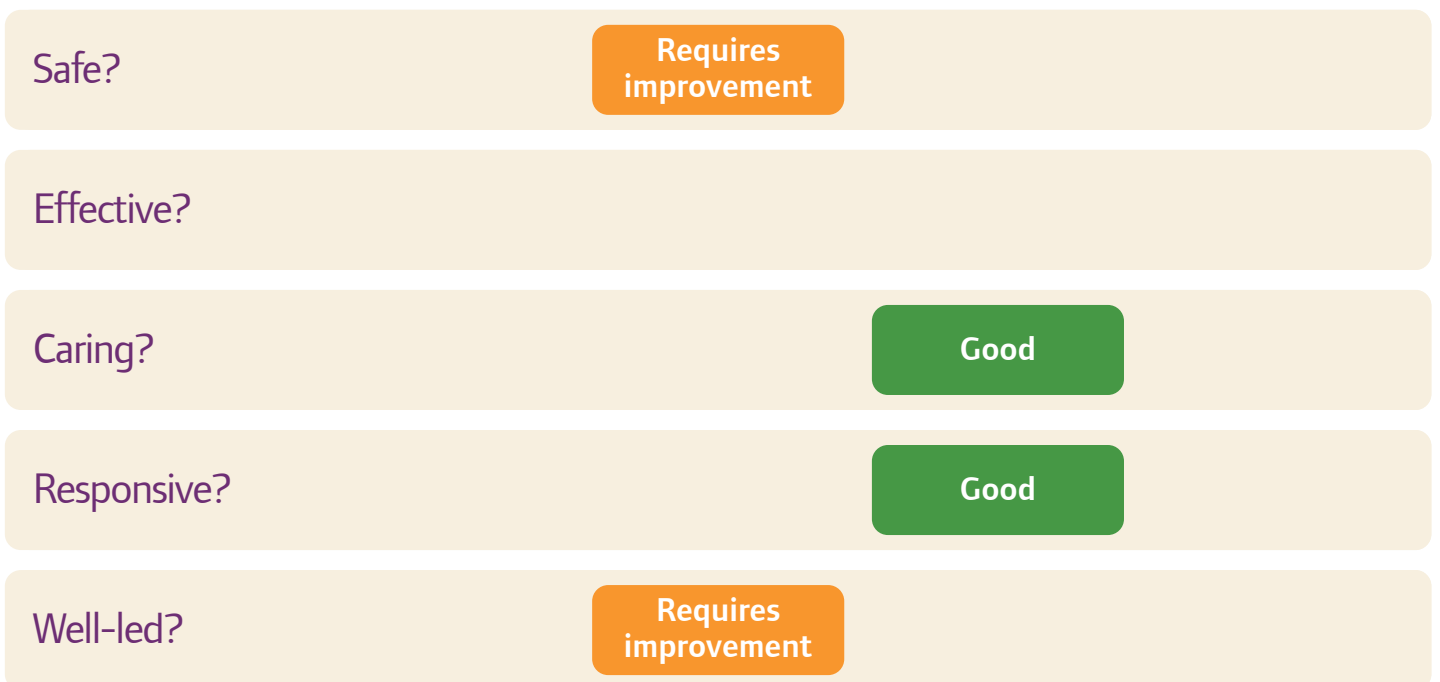 Safe?
Requires
improvement
Effective?
Caring?
Good
Responsive?
Good
Well-led?
Requires
improvement